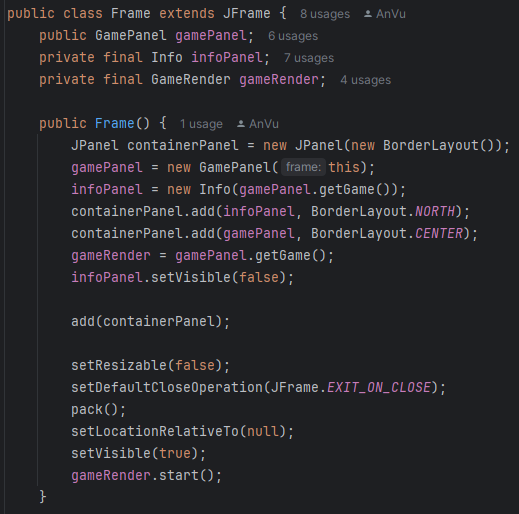 public class Frame extends JFrame { 8 usages AnVu
public GamePanel gamePanel; 6 usages
private final Info infoPanel; 7 usages
private final GameRender gameRender; 4 usages
public Frame() { 1 usage AnVu
JPanel containerPanel = new JPanel(new BorderLayout());
gamePanel = new GamePanel( frame: this);
infoPanel = new Info(gamePanel.getGame());
containerPanel.add(infoPanel, BorderLayout.NORTH);
containerPanel.add(gamePanel, BorderLayout.CENTER);
gameRender = gamePanel.getGame();
infoPanel.setVisible(false);
add(containerPanel);
setResizable(false);
setDefaultCloseOperation(JFrame.EXIT_ON_CLOSE);
pack();
setLocationRelativeTo(null);
setVisible(true);
gameRender.start();
}